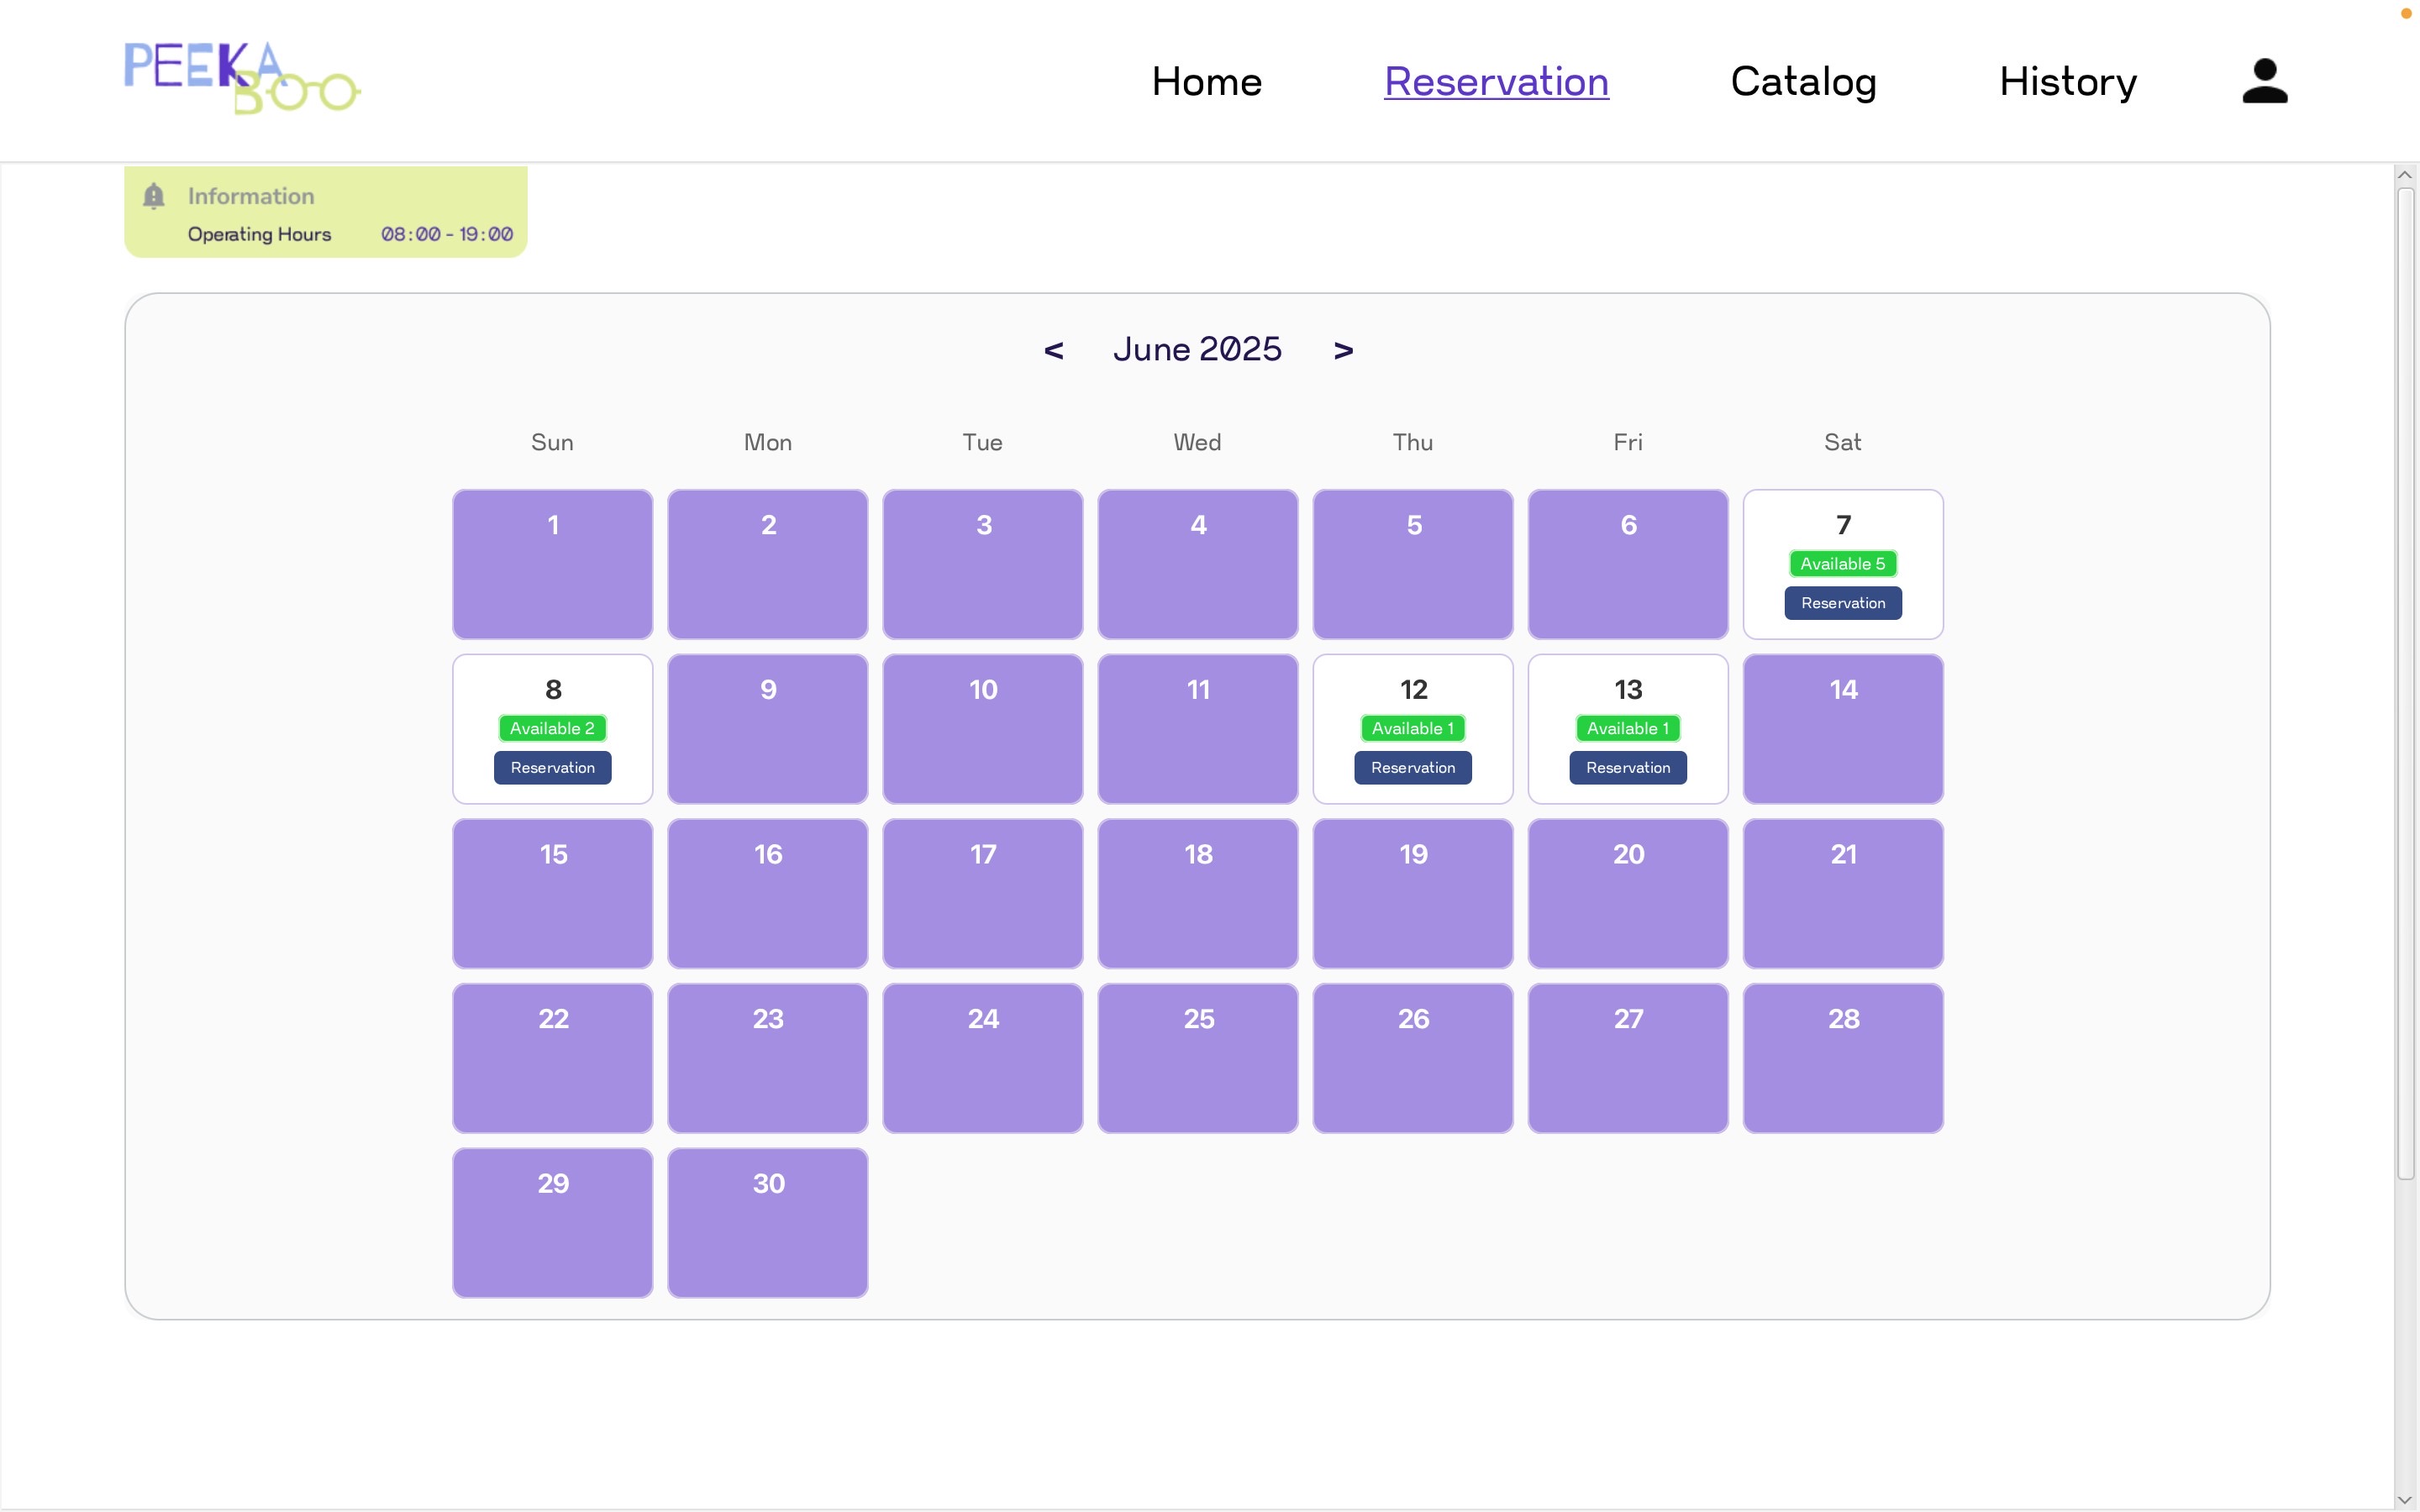 PEEKA
BOO
Home Reservation Catalog History
Information
Operating Hours 08:00 - 19:00
< June 2025 >
Sun Mon Tue Wed Thu Fri Sat
1 2 3 4 5 6 7
Available 5
Reservation
8 9 10 11 12 13 14
Available 2 Available 1 Available 1
Reservation Reservation Reservation
15 16 17 18 19 20 21
22 23 24 25 26 27 28
29 30